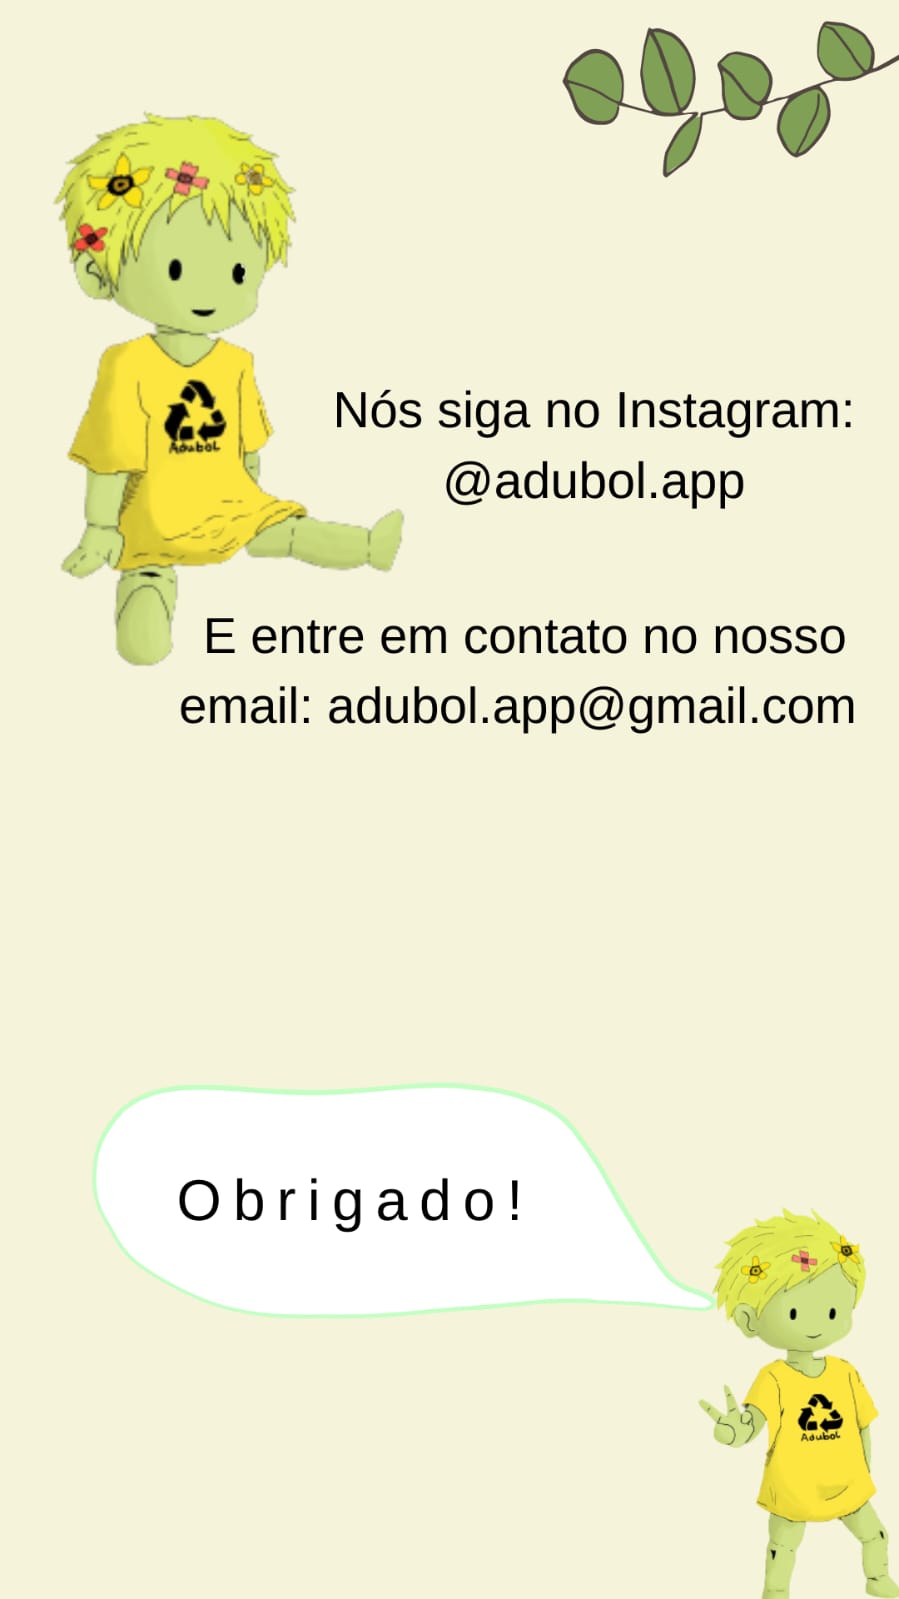 Adubol
Nós siga no Instagram:
@adubol.app
E entre em contato no nosso
email: adubol.app@gmail.com
Obrigado!
Adubol